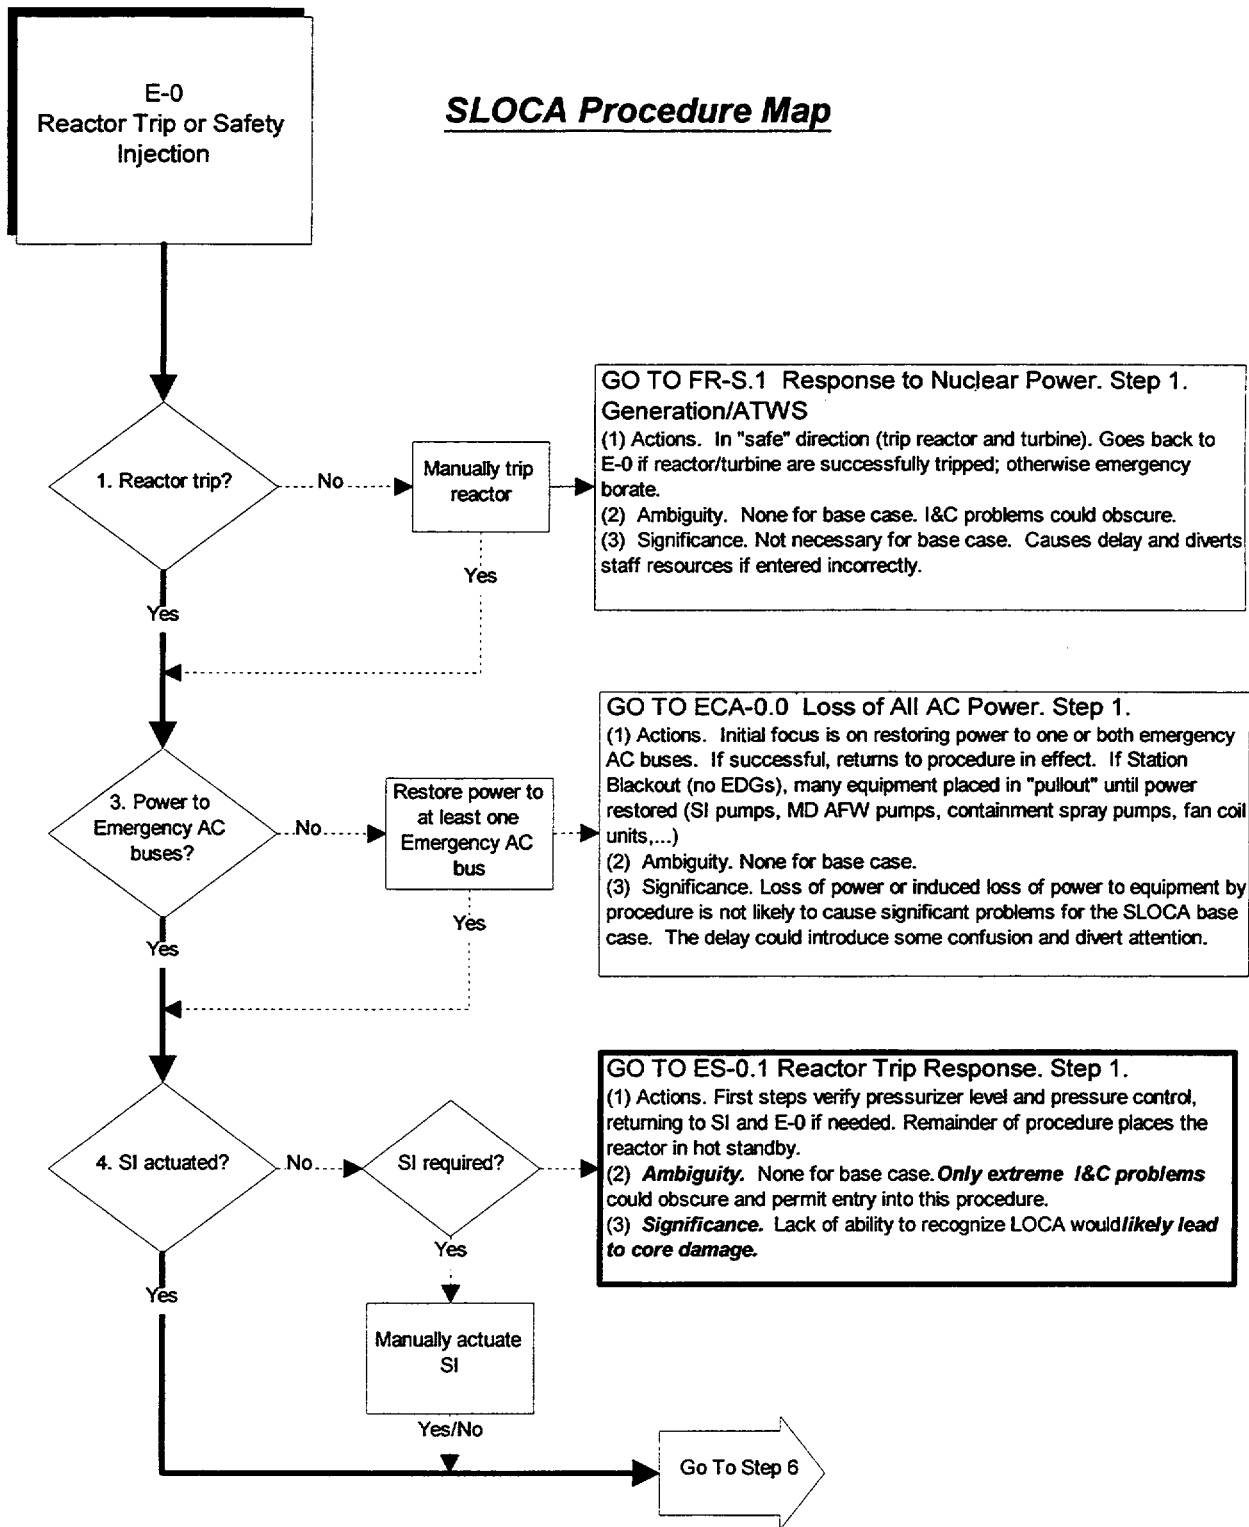 E-0
Reactor Trip or Safety
Injection
SLOCA Procedure Map
1. Reactor trip?
No
Manually trip
reactor
Yes
Yes
GO TO FR-S.1 Response to Nuclear Power. Step 1.
Generation/ATWS
(1) Actions. In "safe" direction (trip reactor and turbine). Goes back to
E-0 if reactor/turbine are successfully tripped; otherwise emergency
borate.
(2) Ambiguity. None for base case. I&C problems could obscure.
(3) Significance. Not necessary for base case. Causes delay and diverts
staff resources if entered incorrectly.
3. Power to
Emergency AC
buses?
No
Restore power to
at least one
Emergency AC
bus
Yes
Yes
GO TO ECA-0.0 Loss of All AC Power. Step 1.
(1) Actions. Initial focus is on restoring power to one or both emergency
AC buses. If successful, returns to procedure in effect. If Station
Blackout (no EDGs), many equipment placed in "pullout" until power
restored (SI pumps, MD AFW pumps, containment spray pumps, fan coil
units,...)
(2) Ambiguity. None for base case.
(3) Significance. Loss of power or induced loss of power to equipment by
procedure is not likely to cause significant problems for the SLOCA base
case. The delay could introduce some confusion and divert attention.
4. SI actuated?
No
SI required?
Yes
Yes
GO TO ES-0.1 Reactor Trip Response. Step 1.
(1) Actions. First steps verify pressurizer level and pressure control,
returning to SI and E-0 if needed. Remainder of procedure places the
reactor in hot standby.
(2) Ambiguity. None for base case. Only extreme I&C problems
could obscure and permit entry into this procedure.
(3) Significance. Lack of ability to recognize LOCA would likely lead
to core damage.
Manually actuate
SI
Yes/No
Go To Step 6